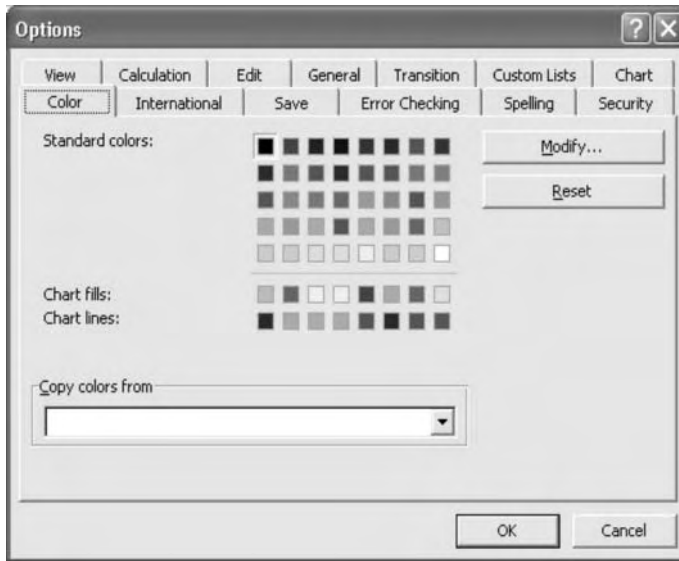 Options
View Calculation Edit General Transition Custom Lists Chart
Color International Save Error Checking Spelling Security
Standard colors:
Modify...
Reset
Chart fills:
Chart lines:
Copy colors from
OK Cancel